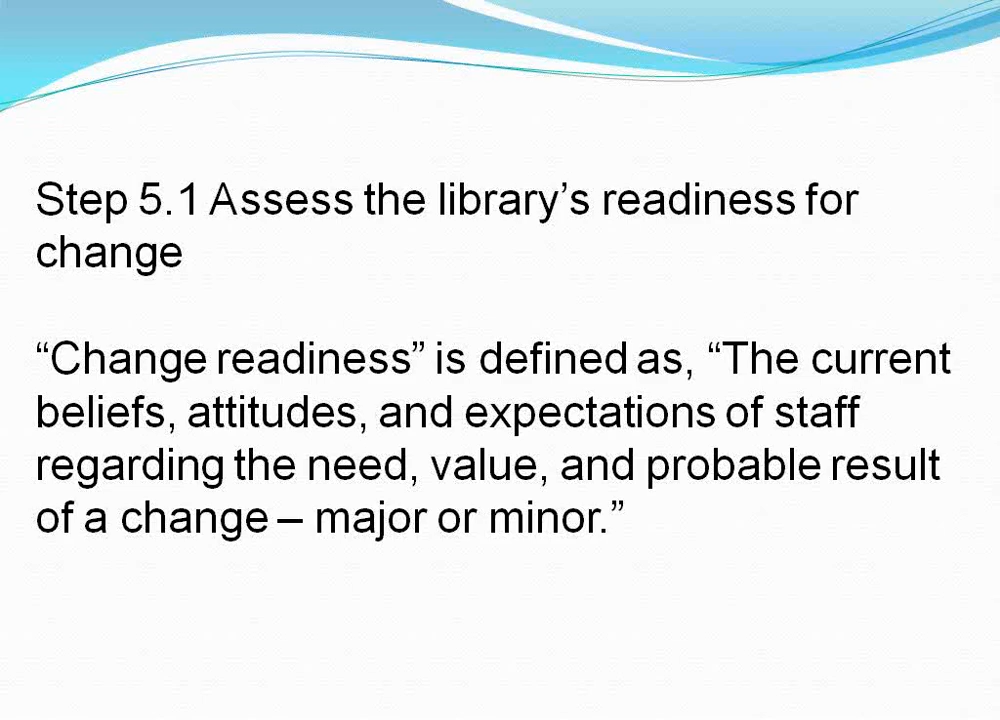 Step 5.1 Assess the library’s readiness for
change
“Change readiness” is defined as, “The current
beliefs, attitudes, and expectations of staff
regarding the need, value, and probable result
of a change – major or minor.”